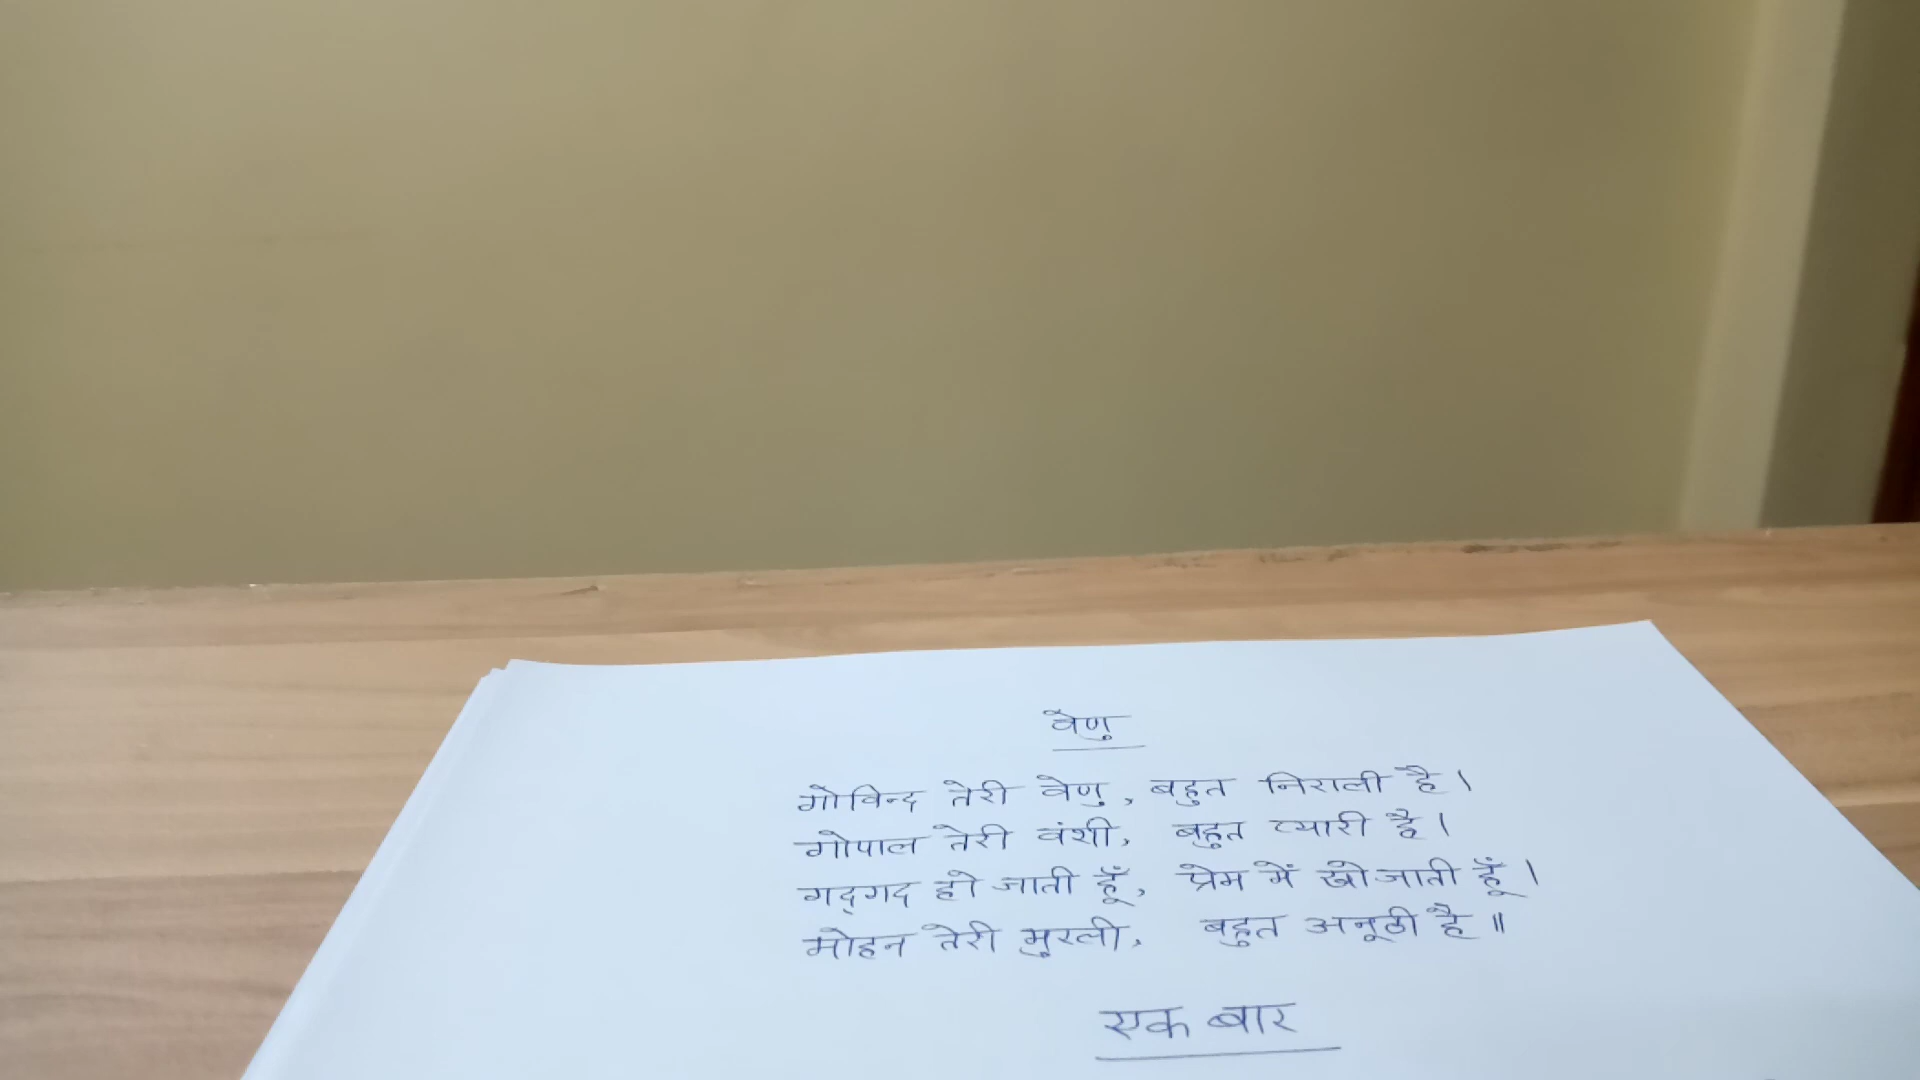 वेणु
गोविन्द तेरी वेणु, बहुत निराली है।
गोपाल तेरी वंशी, बहुत प्यारी है।
गद्‌गद हो जाती हूँ, प्रेम में खो जाती हूँ।
मोहन तेरी मुरली, बहुत अनूठी है॥
एक बार